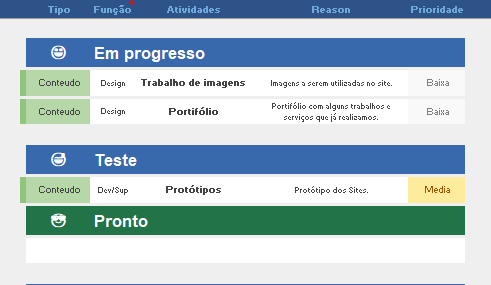 Tipo Função Atividades Reason Prioridade
Em progresso
Conteudo Design Trabalho de imagens Imagens a serem utilizadas no site. Baixa
Conteudo Design Portifólio Portifólio com alguns trabalhos e serviços que já realizamos. Baixa
Teste
Conteudo Dev/Sup Protótipos Protótipo dos Sites. Media
Pronto